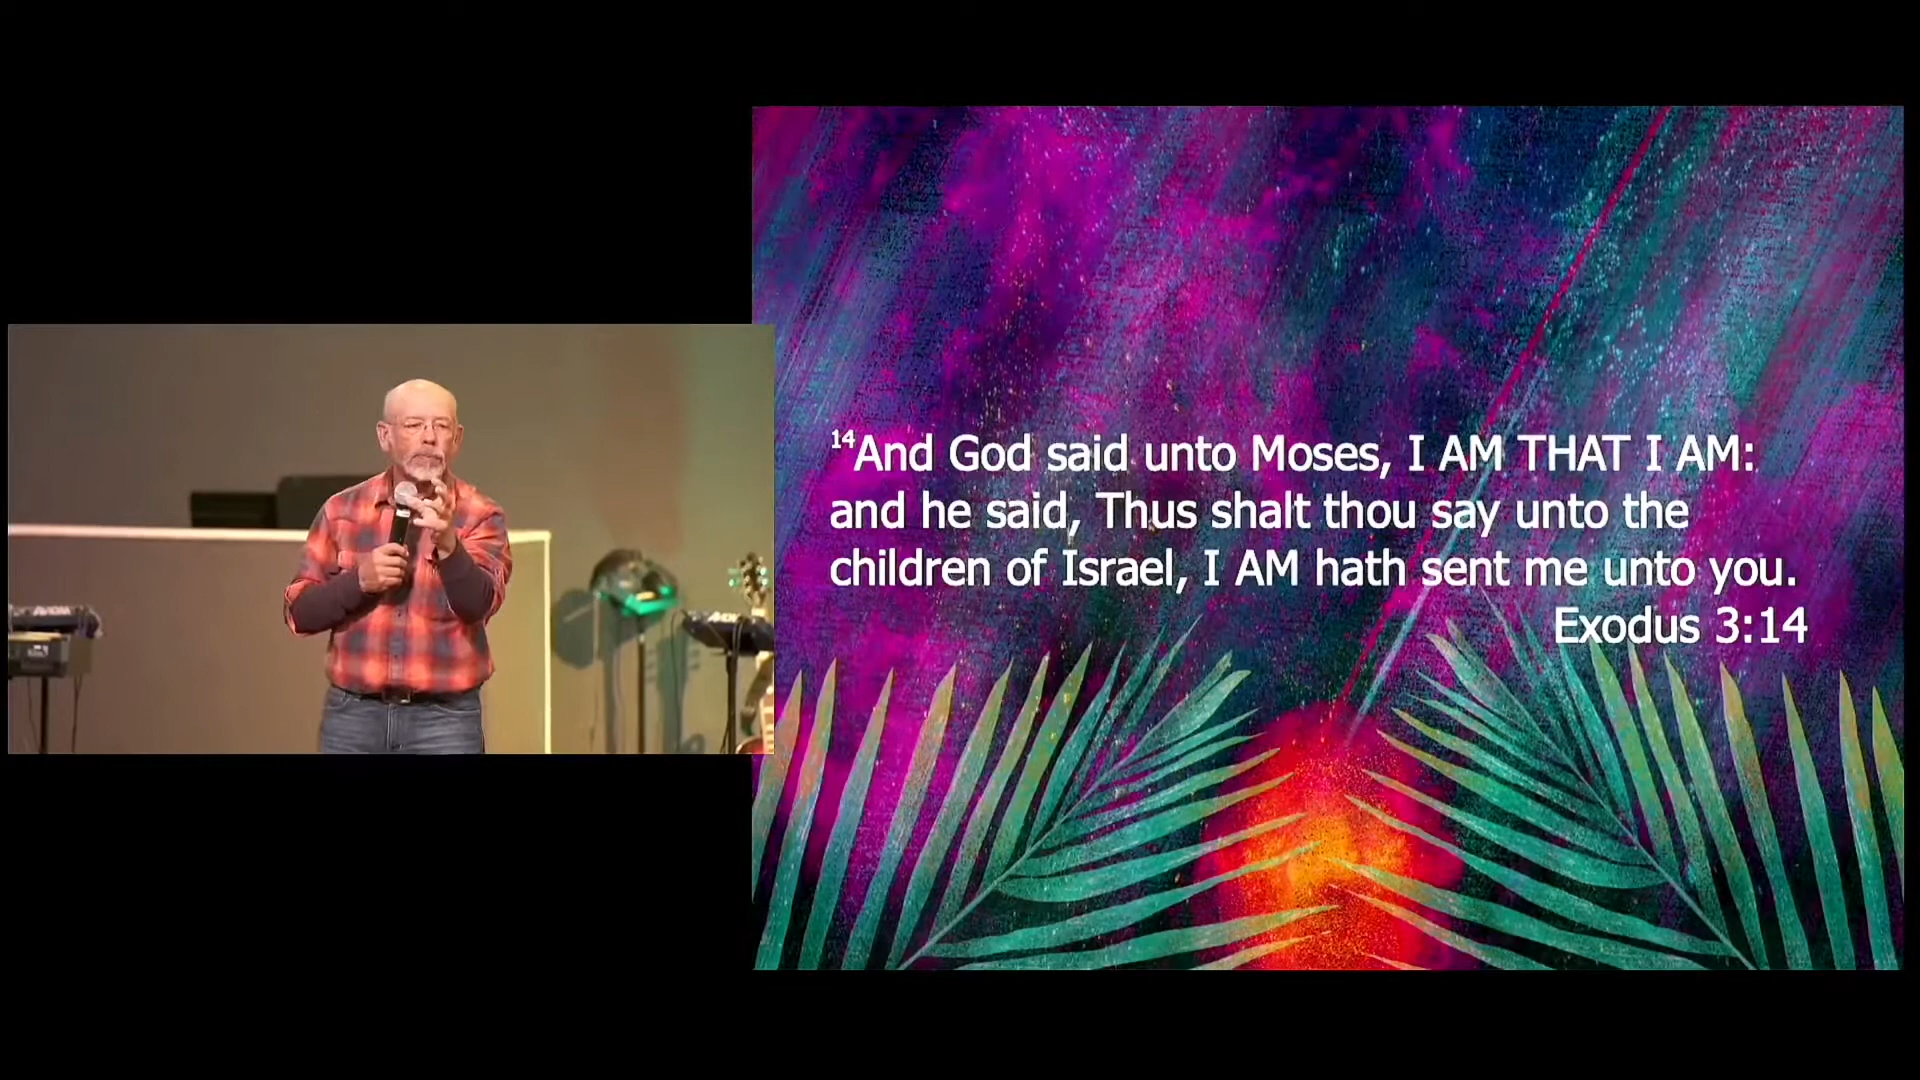 ¹⁴And God said unto Moses, I AM THAT I AM:
and he said, Thus shalt thou say unto the
children of Israel, I AM hath sent me unto you.
Exodus 3:14